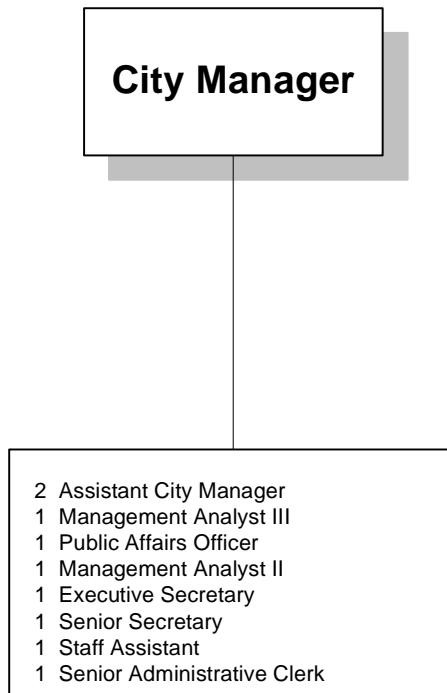 City Manager
2 Assistant City Manager
1 Management Analyst III
1 Public Affairs Officer
1 Management Analyst II
1 Executive Secretary
1 Senior Secretary
1 Staff Assistant
1 Senior Administrative Clerk